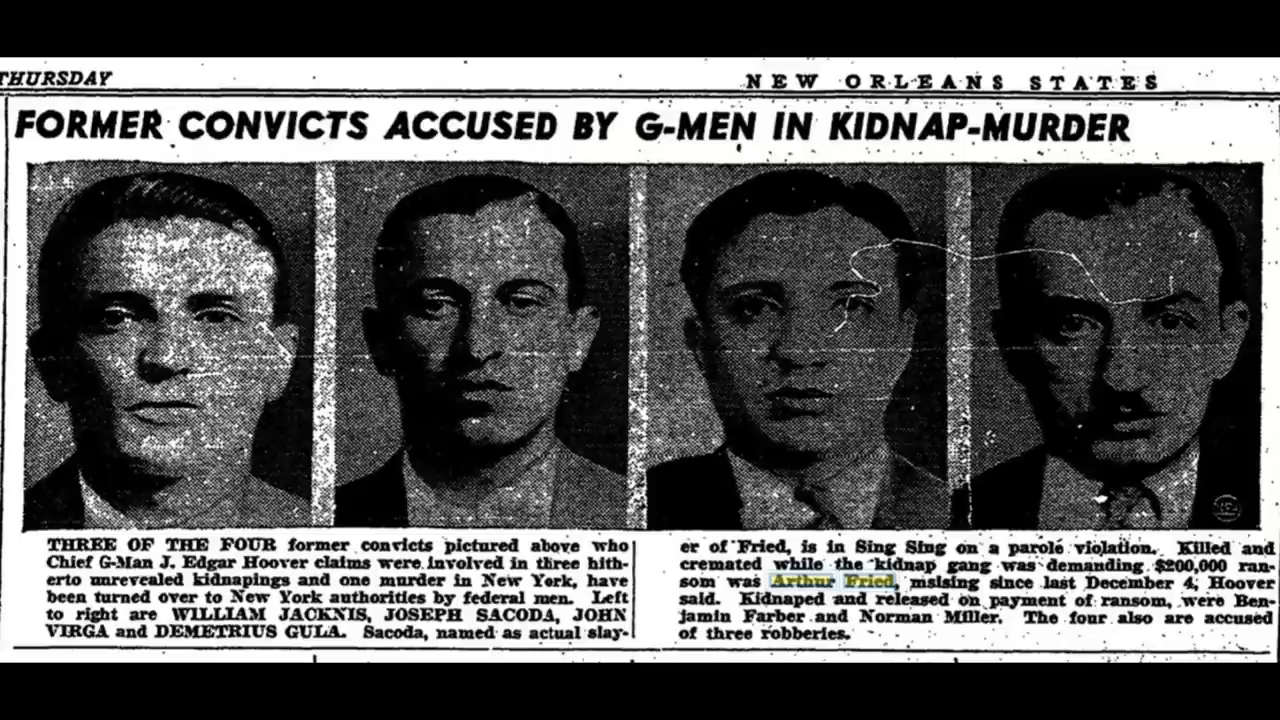 THURSDAY
NEW ORLEANS STATES
FORMER CONVICTS ACCUSED BY G-MEN IN KIDNAP-MURDER
THREE OF THE FOUR former convicts pictured above who
Chief G-Man J. Edgar Hoover claims were involved in three hith-
erto unrevealed kidnapings and one murder in New York, have
been turned over to New York authorities by federal men. Left
to right are WILLIAM JACKNIS, JOSEPH SACODA, JOHN
VIRGA and DEMETRIUS GULA. Sacoda, named as actual slay-
er of Fried, is in Sing Sing on a parole violation. Killed and
cremated while the kidnap gang was demanding $200,000 ran-
som was Arthur Fried, msising since last December 4, Hoover
said. Kidnaped and released on payment of ransom, were Ben-
jamin Farber and Norman Miller. The four also are accused
of three robberies.